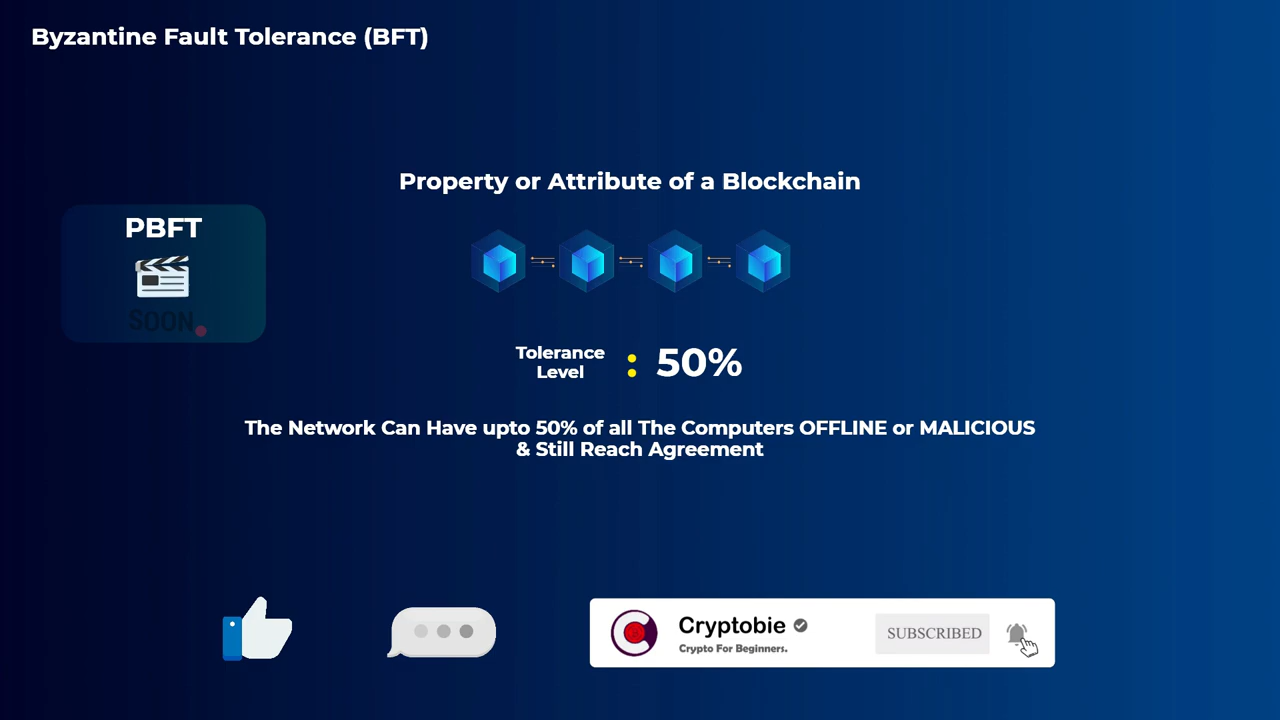 Byzantine Fault Tolerance (BFT)
Property or Attribute of a Blockchain
PBFT
SOON
Tolerance
Level : 50%
The Network Can Have upto 50% of all The Computers OFFLINE or MALICIOUS
& Still Reach Agreement
Cryptobie
Crypto For Beginners.
SUBSCRIBED